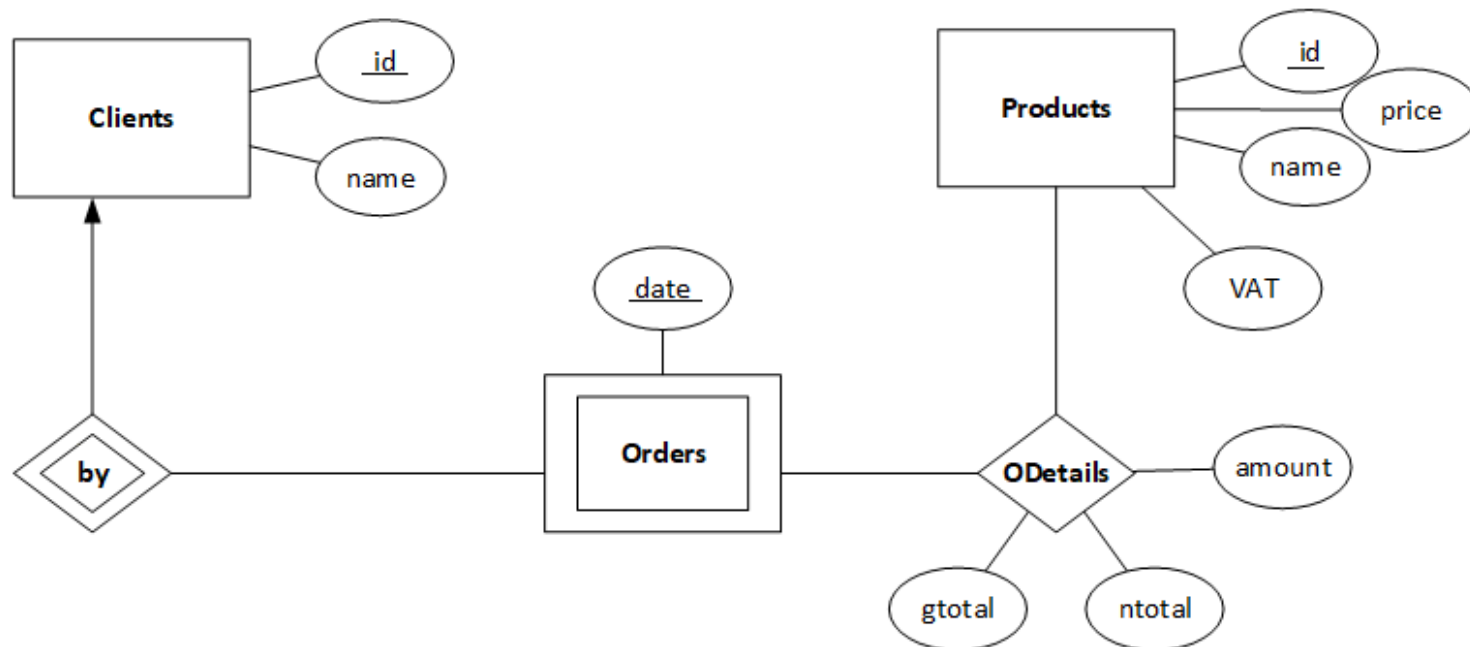 Clients
id
name
Products
id
price
name
VAT
date
by
Orders
ODetails
amount
gtotal
ntotal